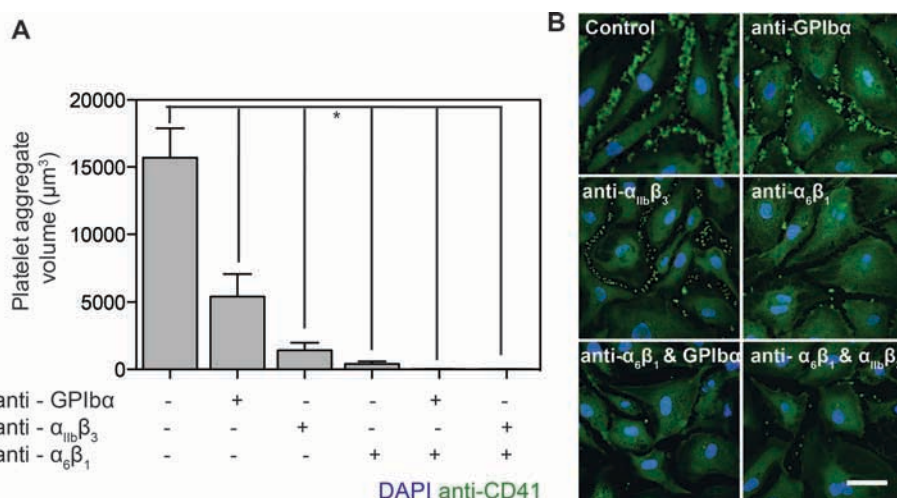 A
B
Platelet aggregate
volume (μm³)
20000
15000
10000
5000
0
*
anti - GPIbα - + - - + -
anti - αIIbβ3 - - + - - +
anti - α6β1 - - - + + +
DAPI anti-CD41
Control
anti-GPIbα
anti-αIIbβ3
anti-α6β1
anti-α6β1 & GPIbα
anti- α6β1 & αIIbβ